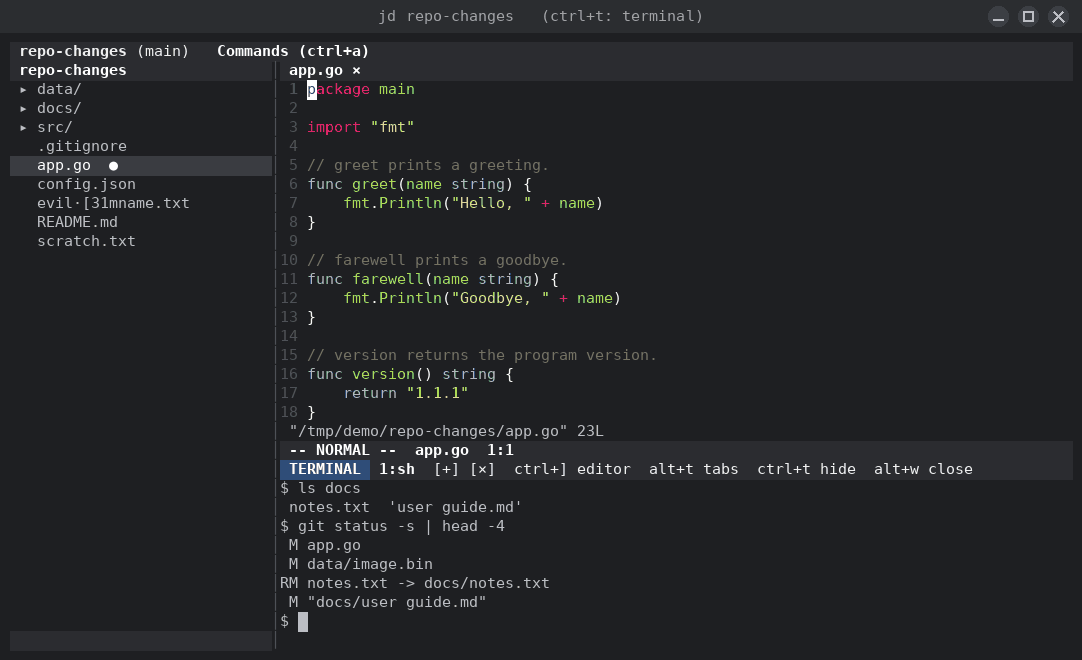 jd repo-changes   (ctrl+t: terminal)
repo-changes (main)   Commands (ctrl+a)
repo-changes
▸ data/
▸ docs/
▸ src/
.gitignore
app.go ●
config.json
evil·[31mname.txt
README.md
scratch.txt
app.go ×
1 package main
2
3 import "fmt"
4
5 // greet prints a greeting.
6 func greet(name string) {
7     fmt.Println("Hello, " + name)
8 }
9
10 // farewell prints a goodbye.
11 func farewell(name string) {
12     fmt.Println("Goodbye, " + name)
13 }
14
15 // version returns the program version.
16 func version() string {
17     return "1.1.1"
18 }
"/tmp/demo/repo-changes/app.go" 23L
-- NORMAL --  app.go  1:1
TERMINAL  1:sh  [+] [×]  ctrl+] editor  alt+t tabs  ctrl+t hide  alt+w close
$ ls docs
notes.txt  'user guide.md'
$ git status -s | head -4
 M app.go
 M data/image.bin
RM notes.txt -> docs/notes.txt
 M "docs/user guide.md"
$